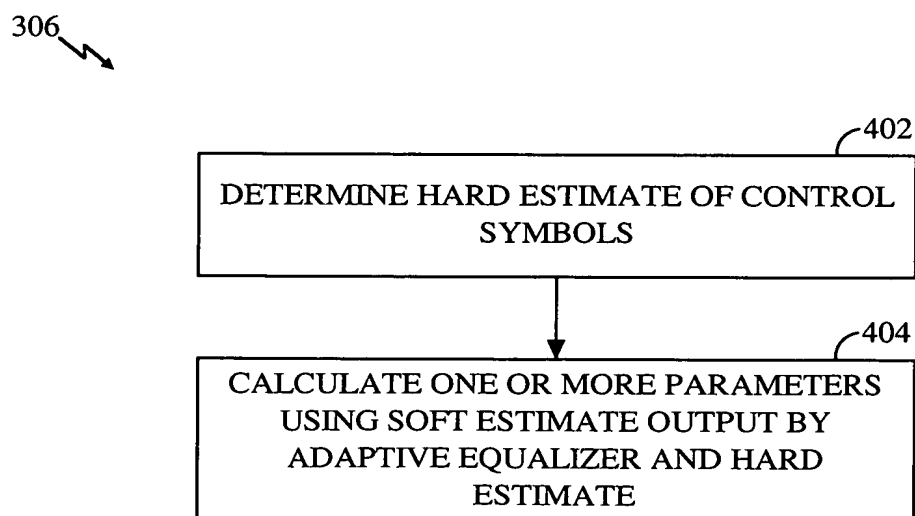 306
402
DETERMINE HARD ESTIMATE OF CONTROL
SYMBOLS
404
CALCULATE ONE OR MORE PARAMETERS
USING SOFT ESTIMATE OUTPUT BY
ADAPTIVE EQUALIZER AND HARD
ESTIMATE